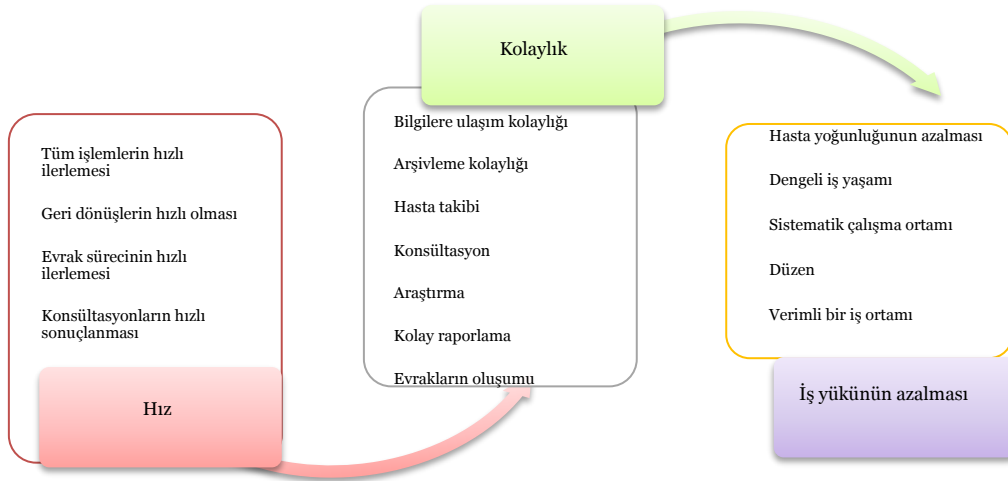 Tüm işlemlerin hızlı
ilerlemesi
Geri dönüşlerin hızlı olması
Evrak sürecinin hızlı
ilerlemesi
Konsültasyonların hızlı
sonuçlanması
Hız
Kolaylık
Bilgilere ulaşım kolaylığı
Arşivleme kolaylığı
Hasta takibi
Konsültasyon
Araştırma
Kolay raporlama
Evrakların oluşumu
Hasta yoğunluğunun azalması
Dengeli iş yaşamı
Sistematik çalışma ortamı
Düzen
Verimli bir iş ortamı
İş yükünün azalması